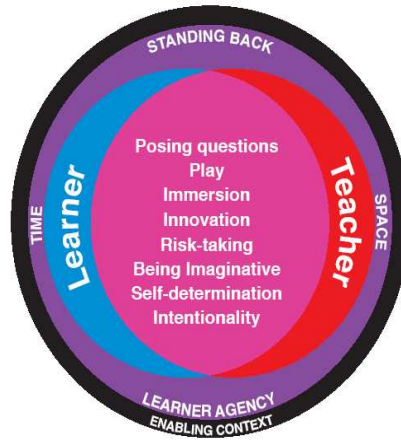 STANDING BACK
TIME
Learner
Posing questions
Play
Immersion
Innovation
Risk-taking
Being Imaginative
Self-determination
Intentionality
Teacher
SPACE
LEARNER AGENCY
ENABLING CONTEXT